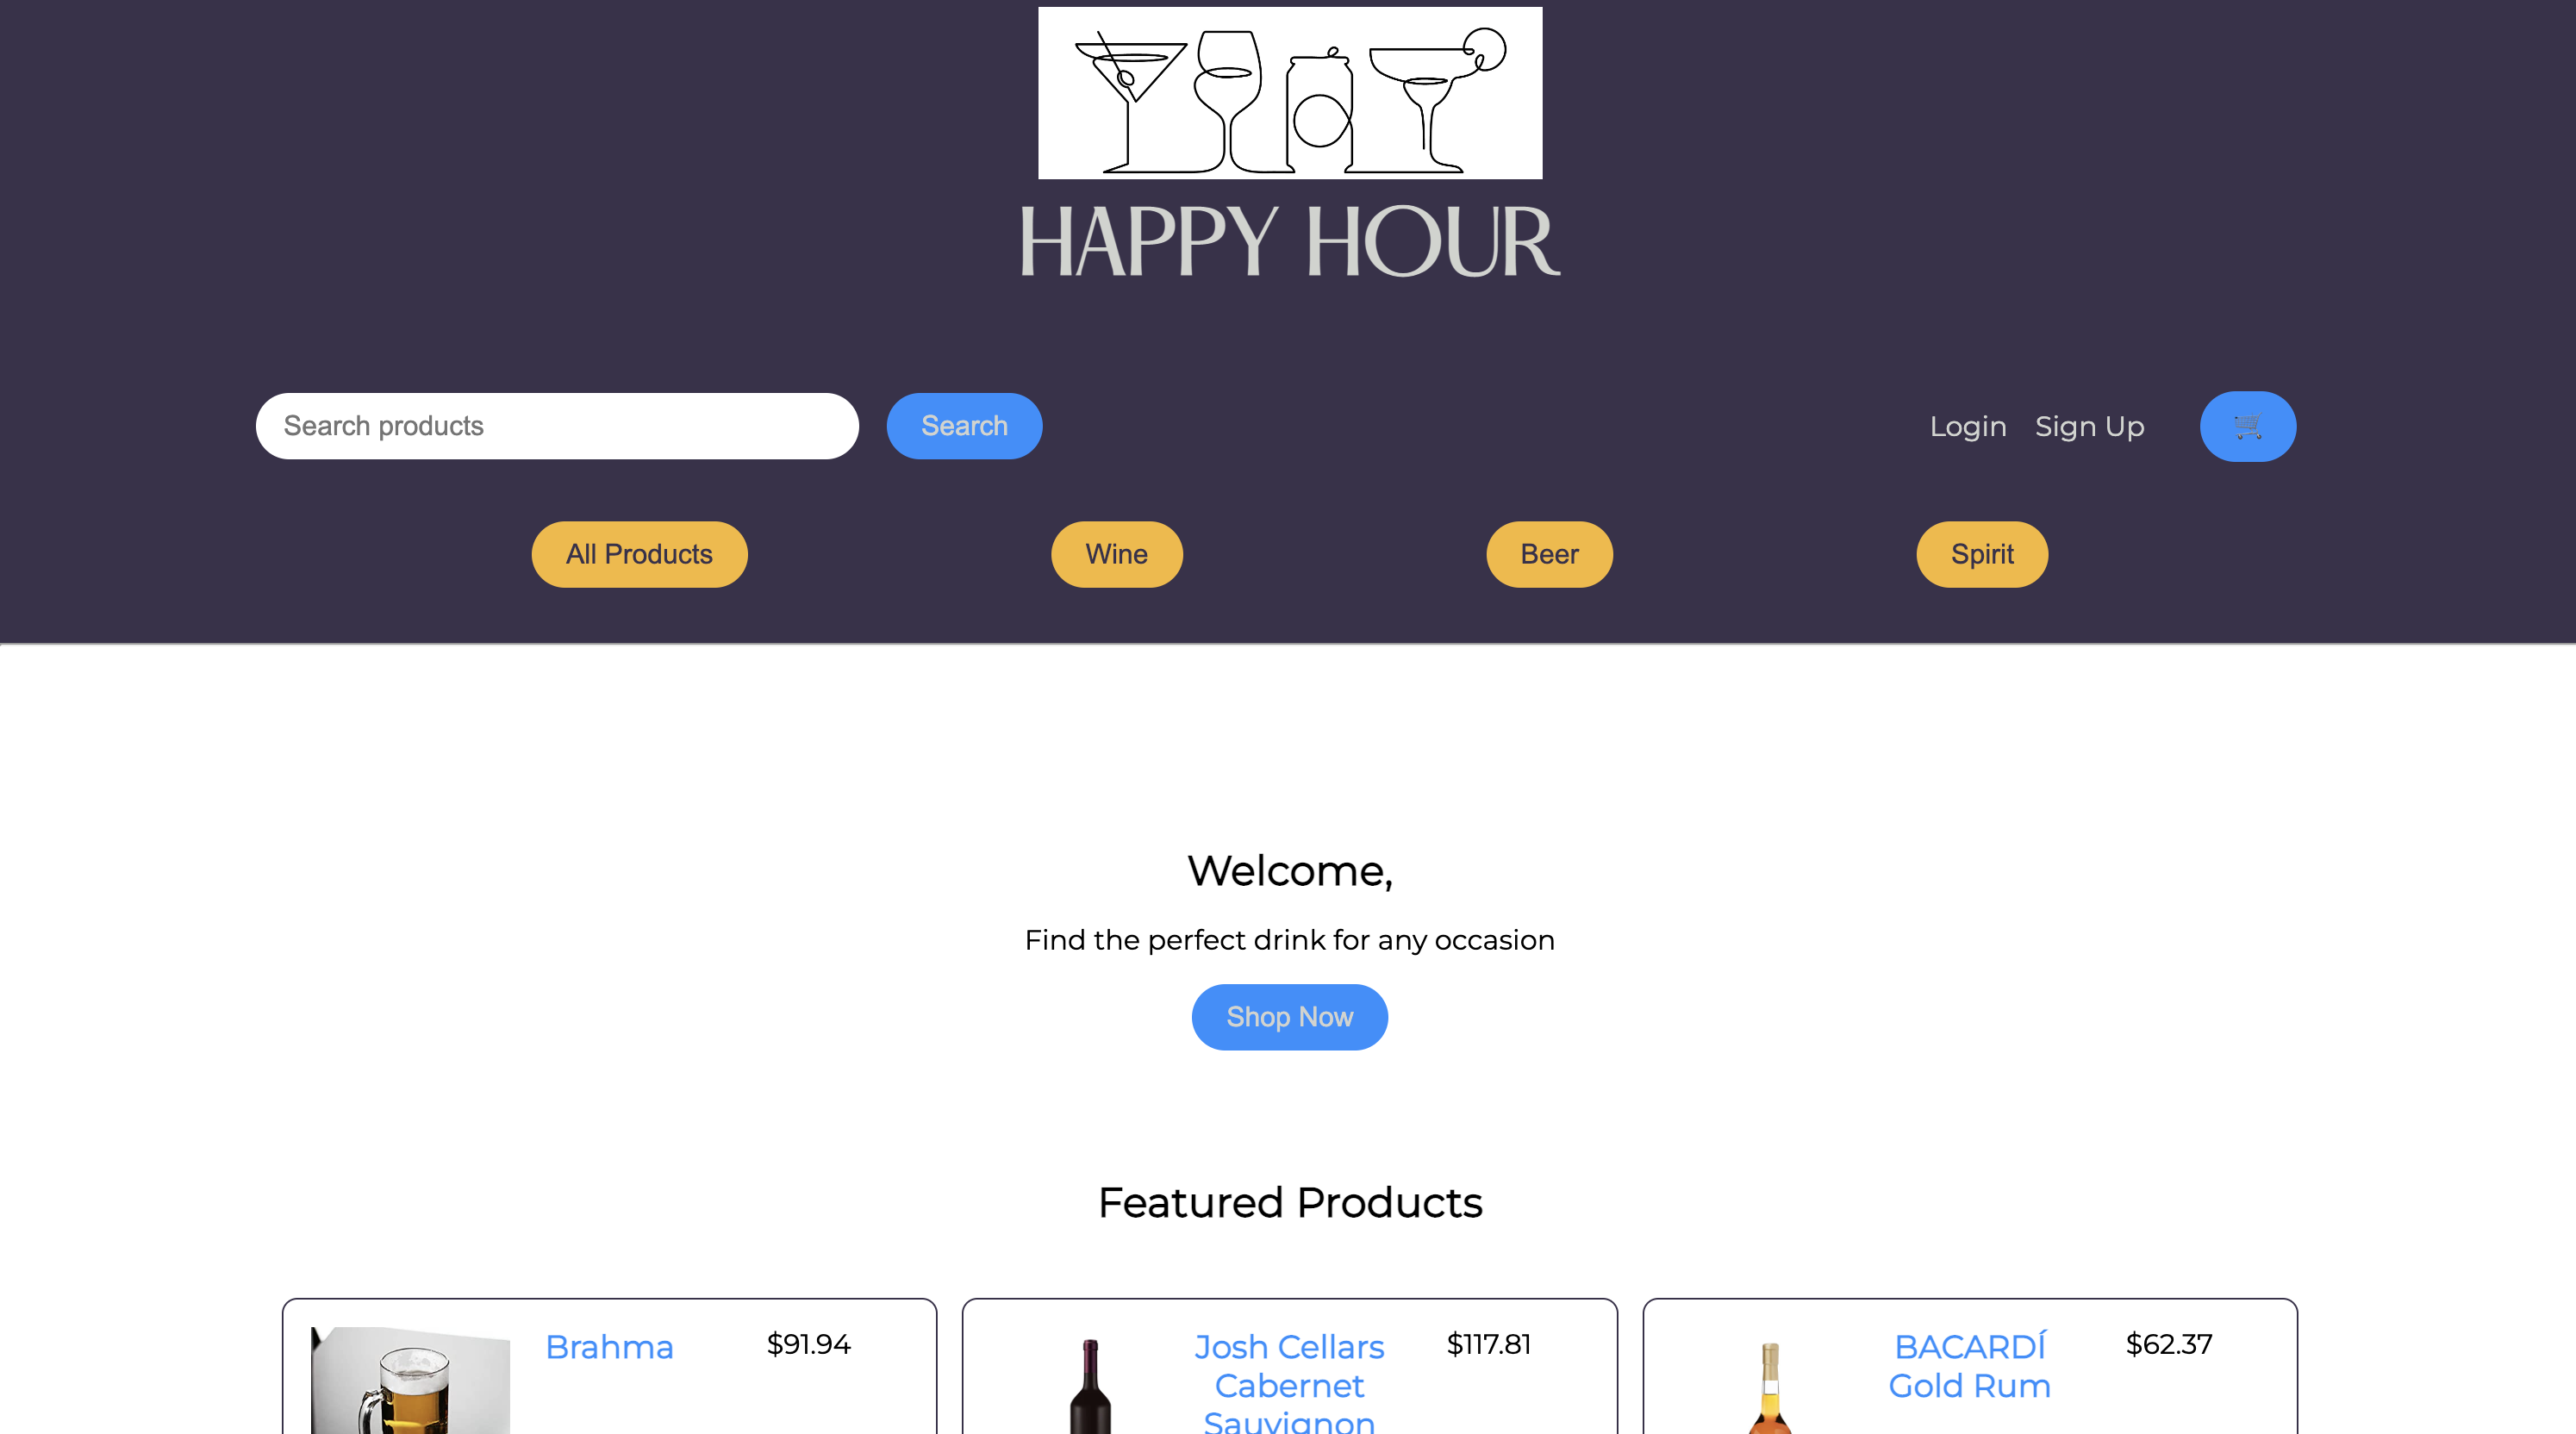 HAPPY HOUR
Search products
Search
Login
Sign Up
All Products
Wine
Beer
Spirit
Welcome,
Find the perfect drink for any occasion
Shop Now
Featured Products
Brahma
$91.94
Josh Cellars
Cabernet
Sauvignon
$117.81
BACARDÍ
Gold Rum
$62.37